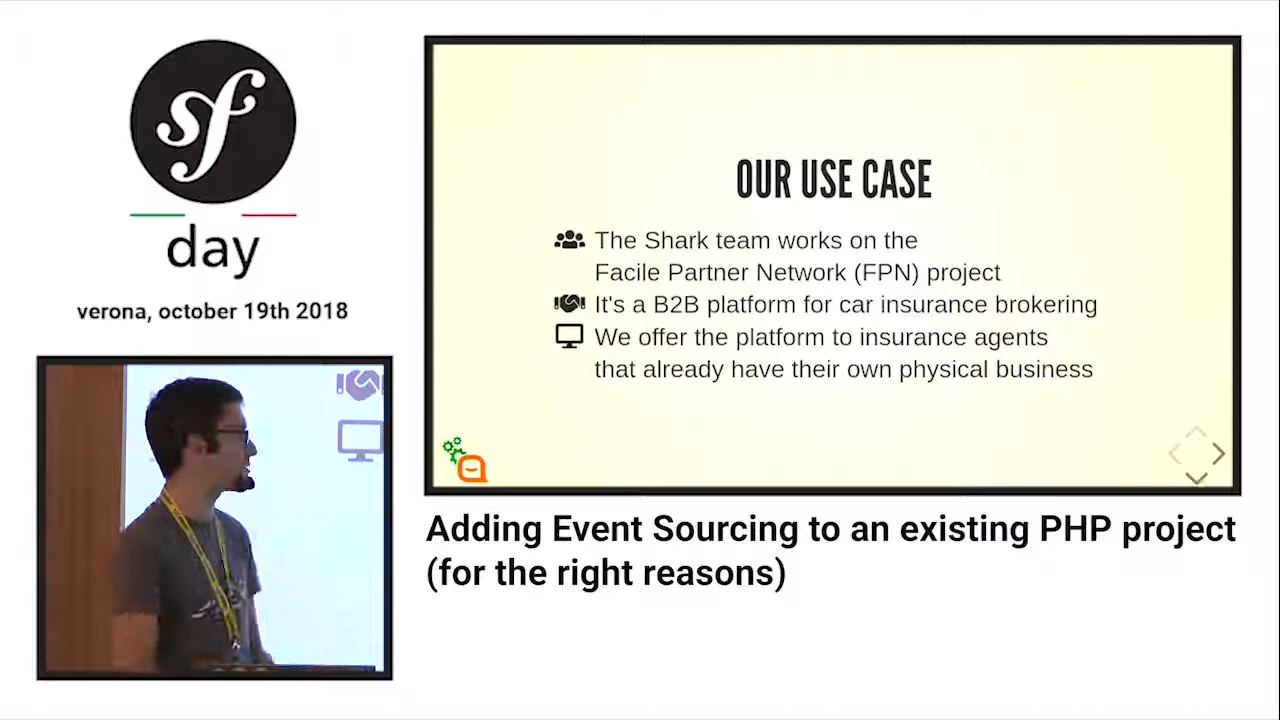 sf
day
verona, october 19th 2018
OUR USE CASE
The Shark team works on the
Facile Partner Network (FPN) project
It's a B2B platform for car insurance brokering
We offer the platform to insurance agents
that already have their own physical business
Adding Event Sourcing to an existing PHP project
(for the right reasons)